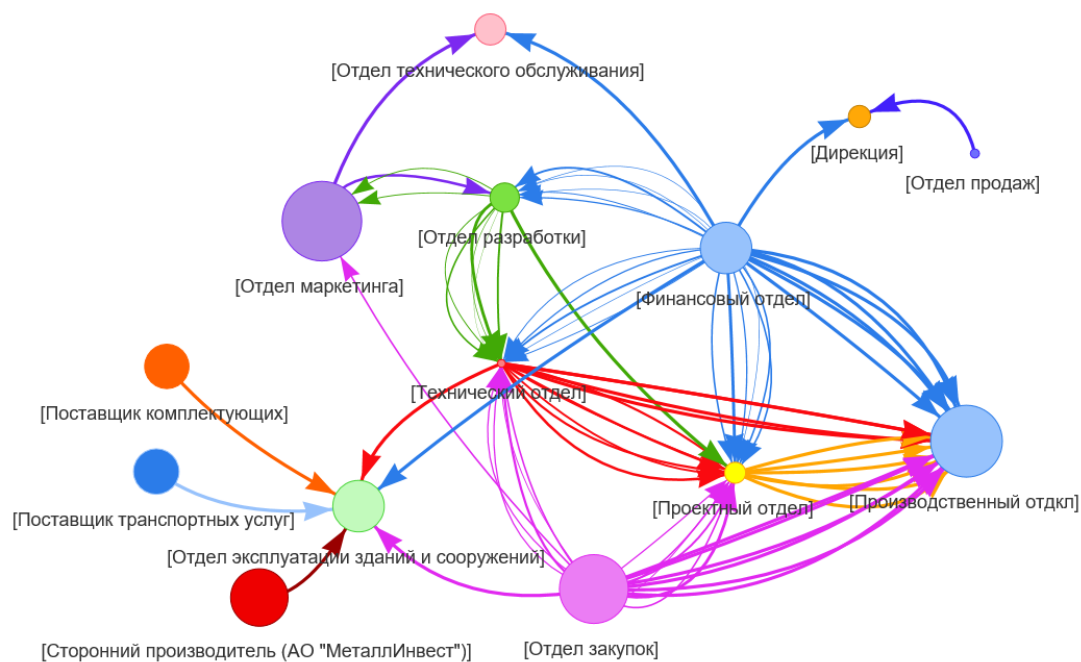 [Отдел технического обслуживания]
[Дирекция]
[Отдел продаж]
[Отдел разработки]
[Отдел маркетинга]
[Финансовый отдел]
[Технический отдел]
[Поставщик комплектующих]
[Проектный отдел]
[Производственный отдкл]
[Поставщик транспортных услуг]
[Отдел эксплуатации зданий и сооружений]
[Сторонний производитель (АО "МеталлИнвест")]
[Отдел закупок]